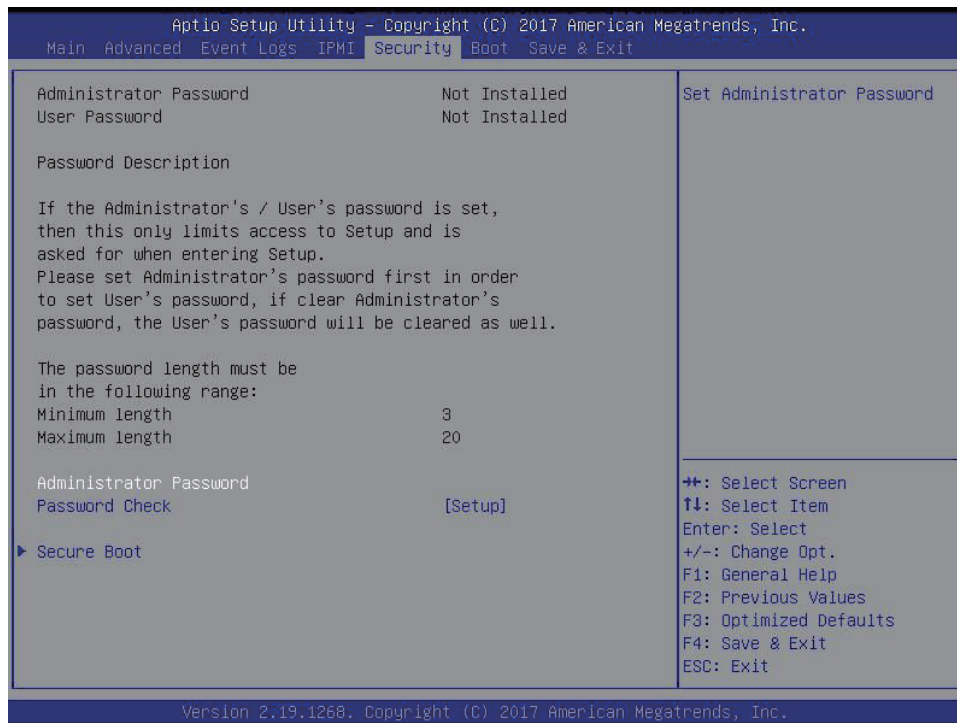 Aptio Setup Utility – Copyright (C) 2017 American Megatrends, Inc.
Main Advanced Event Logs IPMI Security Boot Save & Exit
Administrator Password Not Installed
User Password Not Installed
Password Description
If the Administrator's / User's password is set,
then this only limits access to Setup and is
asked for when entering Setup.
Please set Administrator's password first in order
to set User's password, if clear Administrator's
password, the User's password will be cleared as well.
The password length must be
in the following range:
Minimum length 3
Maximum length 20
Administrator Password
Password Check [Setup]
Secure Boot
Set Administrator Password
→←: Select Screen
↑↓: Select Item
Enter: Select
+/-: Change Opt.
F1: General Help
F2: Previous Values
F3: Optimized Defaults
F4: Save & Exit
ESC: Exit
Version 2.19.1268. Copyright (C) 2017 American Megatrends, Inc.